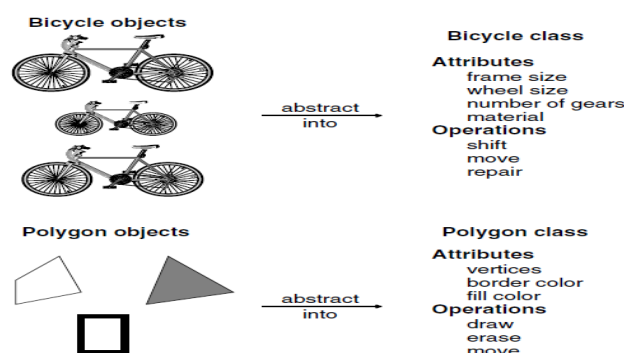 Bicycle objects
abstract
into
Bicycle class
Attributes
frame size
wheel size
number of gears
material
Operations
shift
move
repair
Polygon objects
abstract
into
Polygon class
Attributes
vertices
border color
fill color
Operations
draw
erase
move